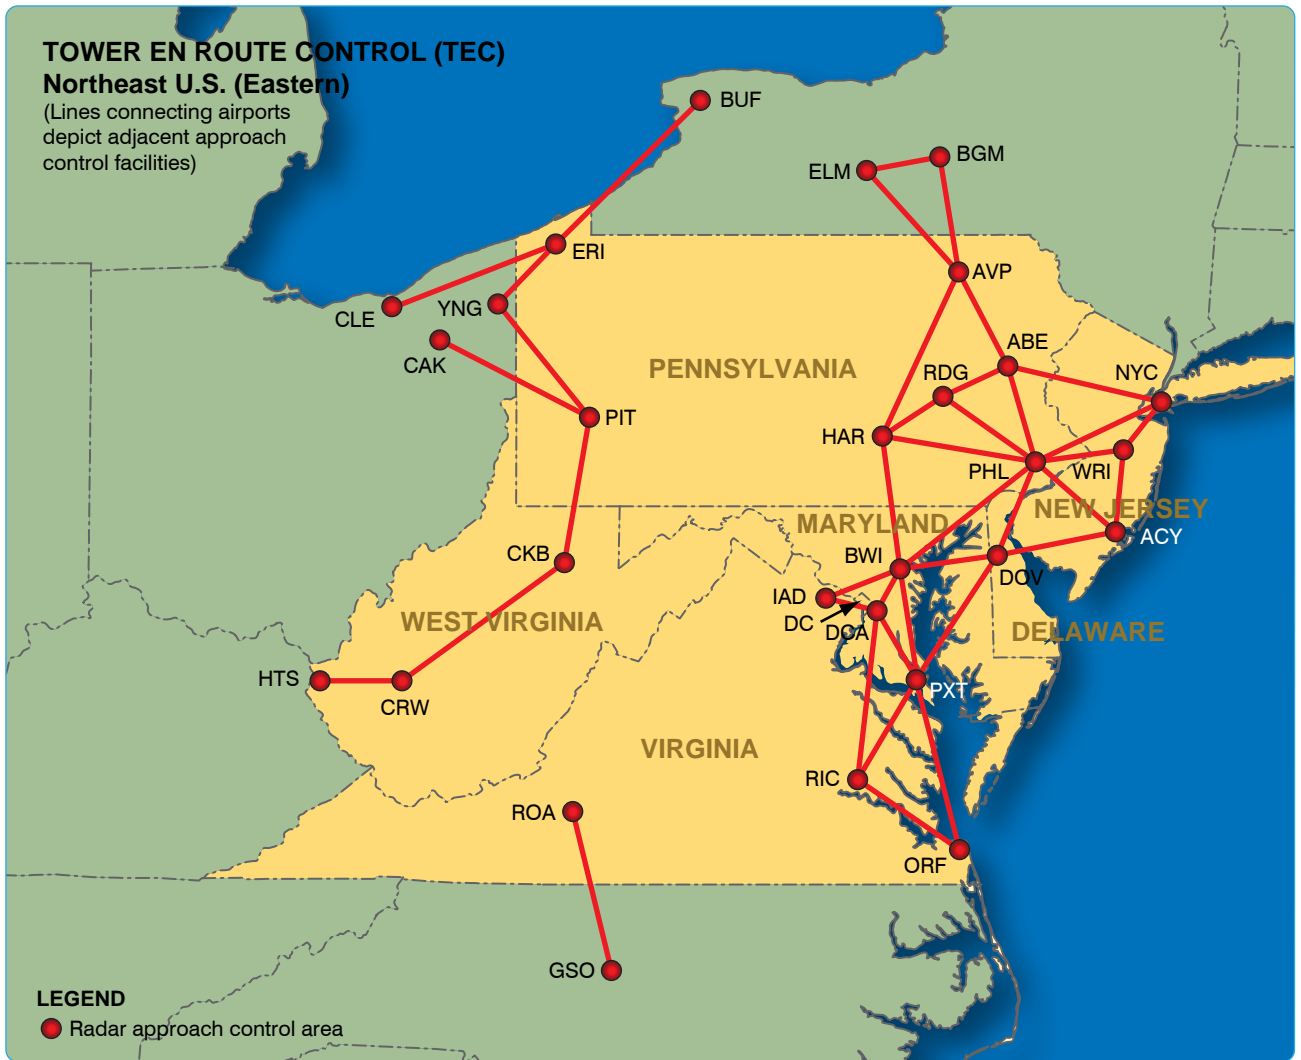 TOWER EN ROUTE CONTROL (TEC)
Northeast U.S. (Eastern)
(Lines connecting airports
depict adjacent approach
control facilities)
BUF
ELM
BGM
ERI
AVP
YNG
CLE
CAK
ABE
PENNSYLVANIA
RDG
NYC
PIT
HAR
PHL
WRI
NEW JERSEY
MARYLAND
ACY
CKB
BWI
DOV
IAD
DC
DCA
WEST VIRGINIA
DELAWARE
HTS
CRW
PXT
VIRGINIA
RIC
ROA
ORF
GSO
LEGEND
Radar approach control area